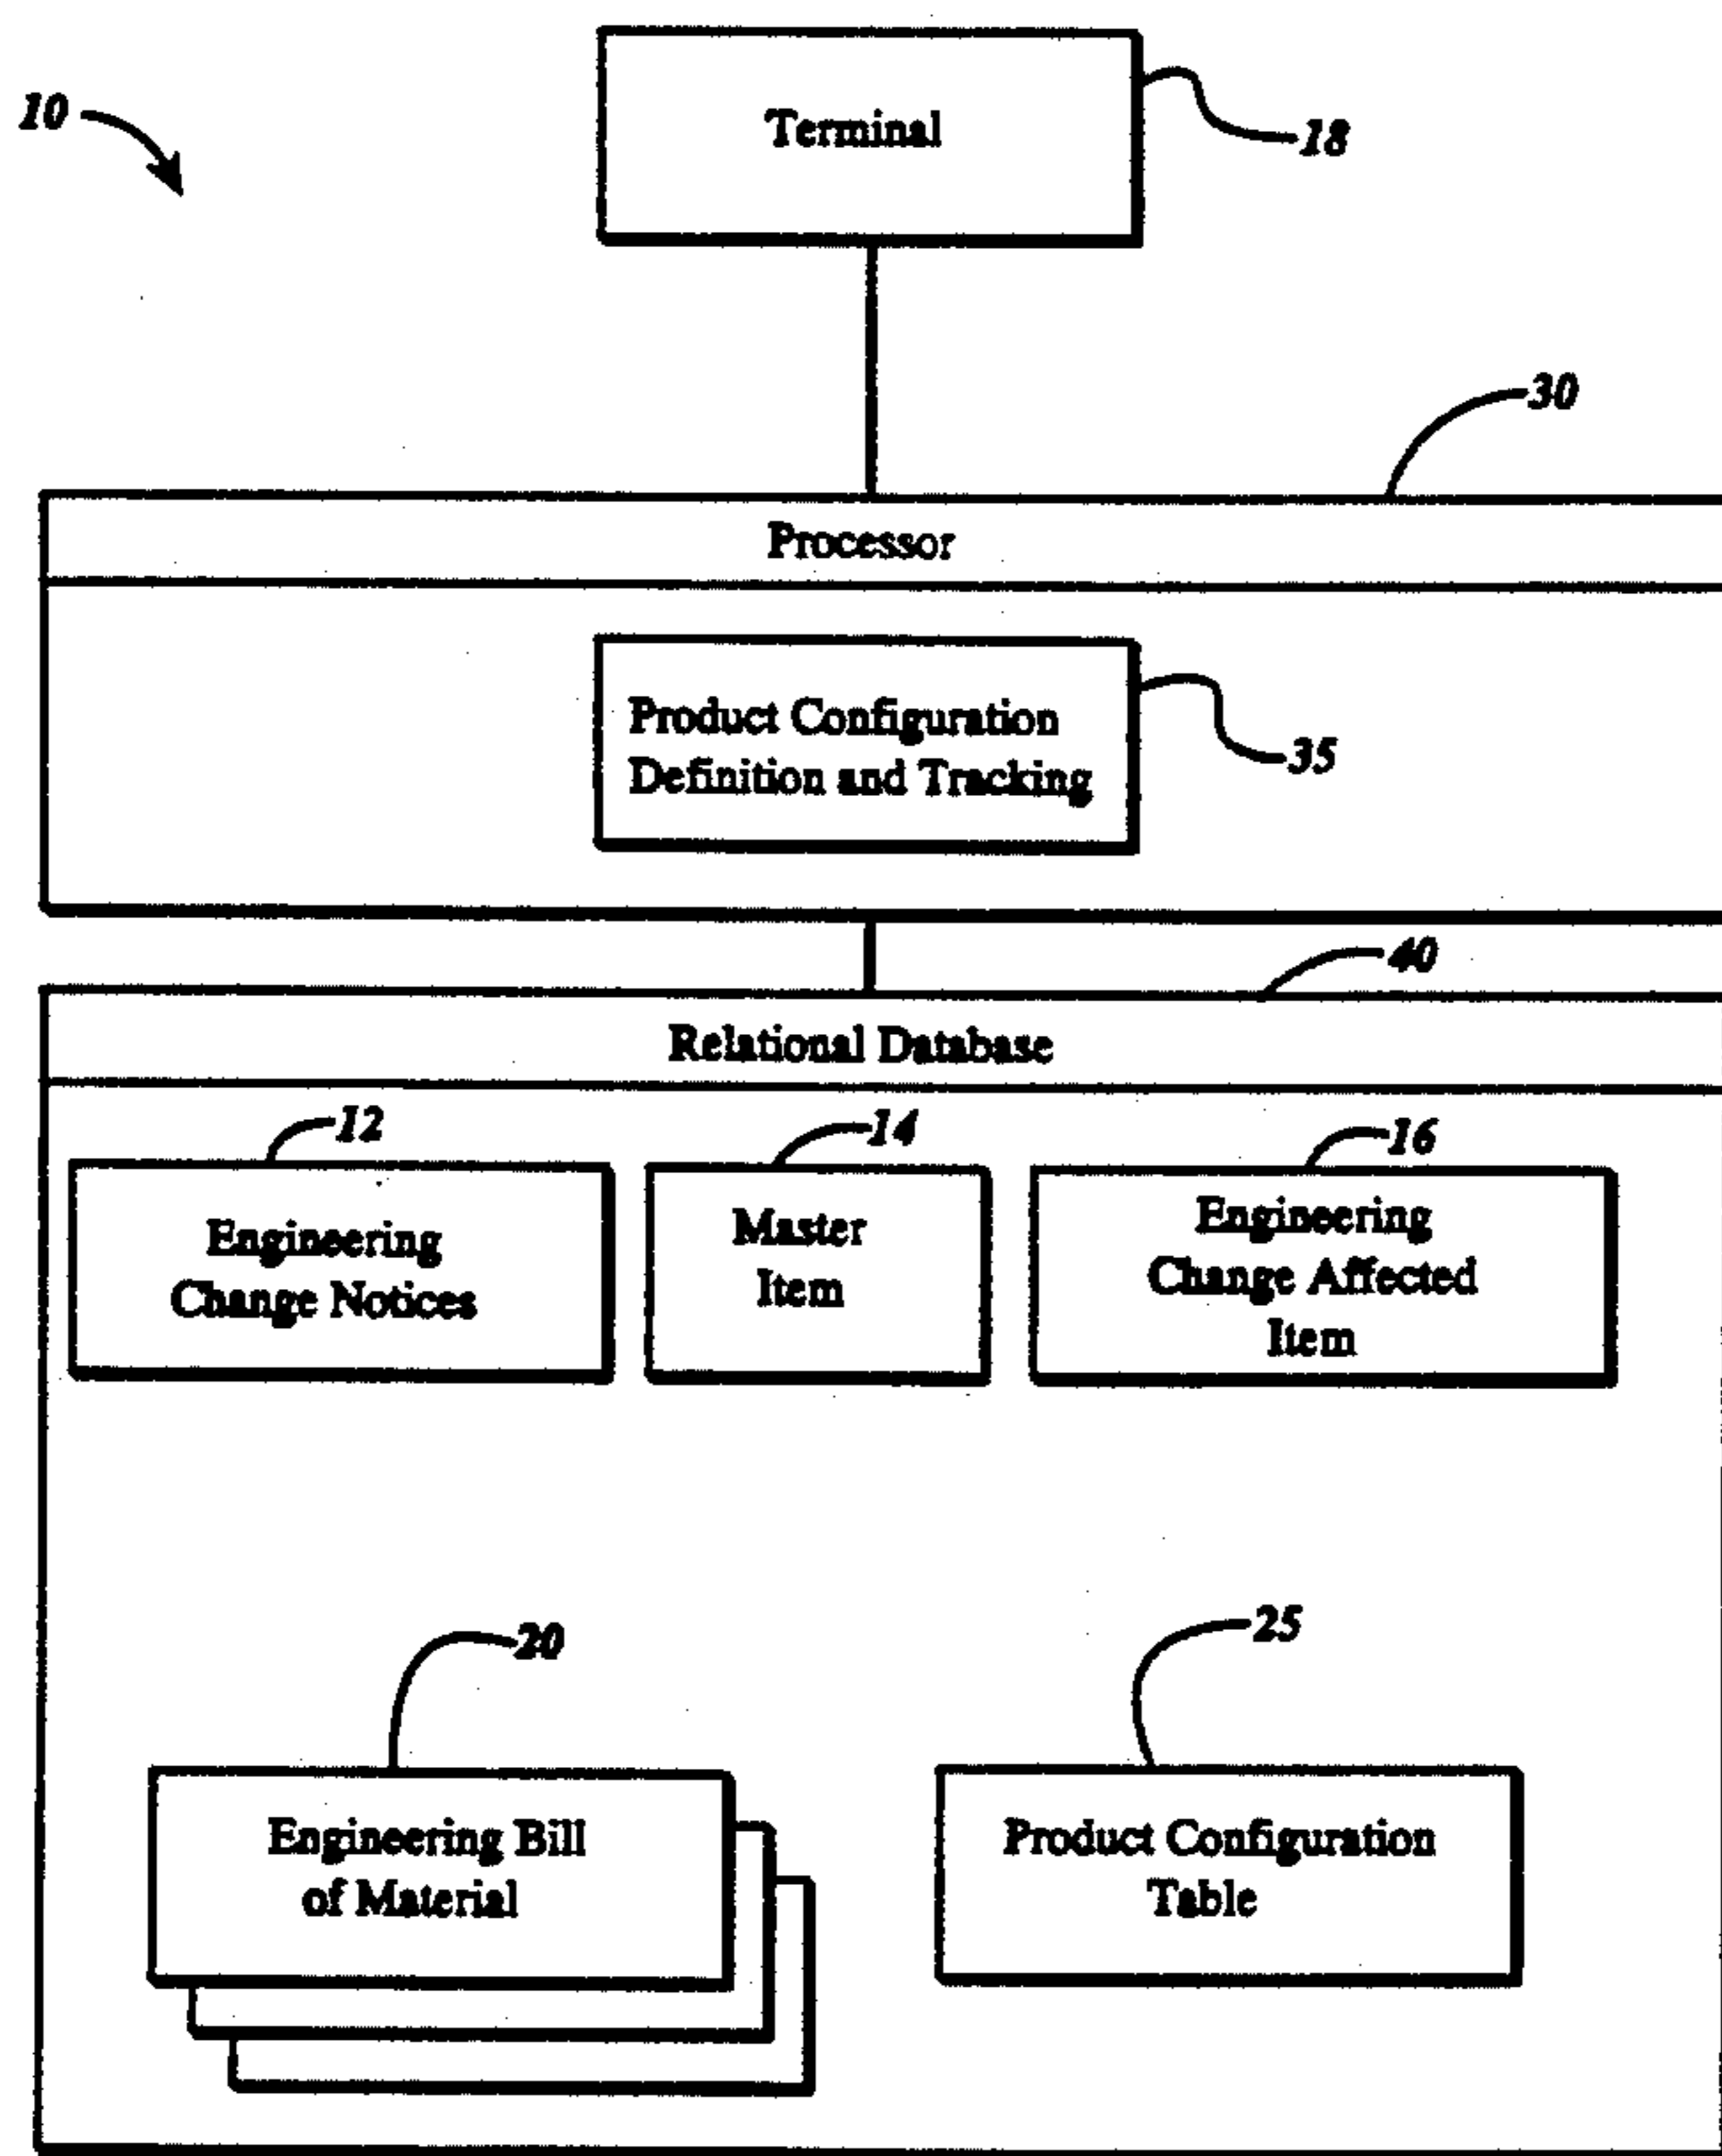 10
Terminal
18
30
Processor
Product Configuration
Definition and Tracking
35
40
Relational Database
12
14
16
Engineering
Change Notices
Master
Item
Engineering
Change Affected
Item
20
25
Engineering Bill
of Material
Product Configuration
Table